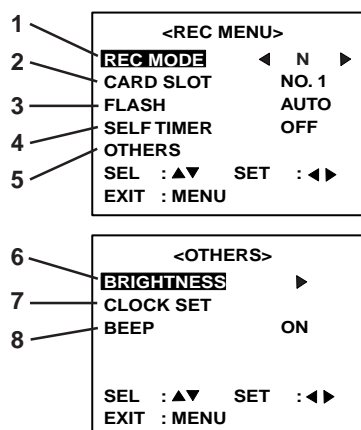 <REC MENU>
1 REC MODE ◀ N ▶
2 CARD SLOT NO. 1
3 FLASH AUTO
4 SELF TIMER OFF
5 OTHERS
SEL : ▲▼ SET : ◀ ▶
EXIT : MENU
<OTHERS>
6 BRIGHTNESS ▶
7 CLOCK SET
8 BEEP ON
SEL : ▲▼ SET : ◀ ▶
EXIT : MENU